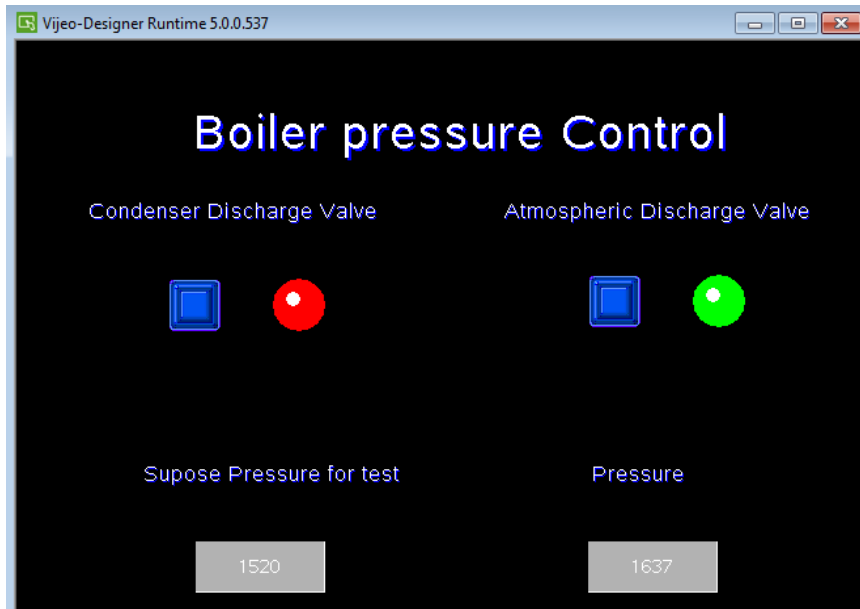 Vijeo-Designer Runtime 5.0.0.537
Boiler pressure Control
Condenser Discharge Valve
Atmospheric Discharge Valve
Supose Pressure for test
Pressure
1520
1637